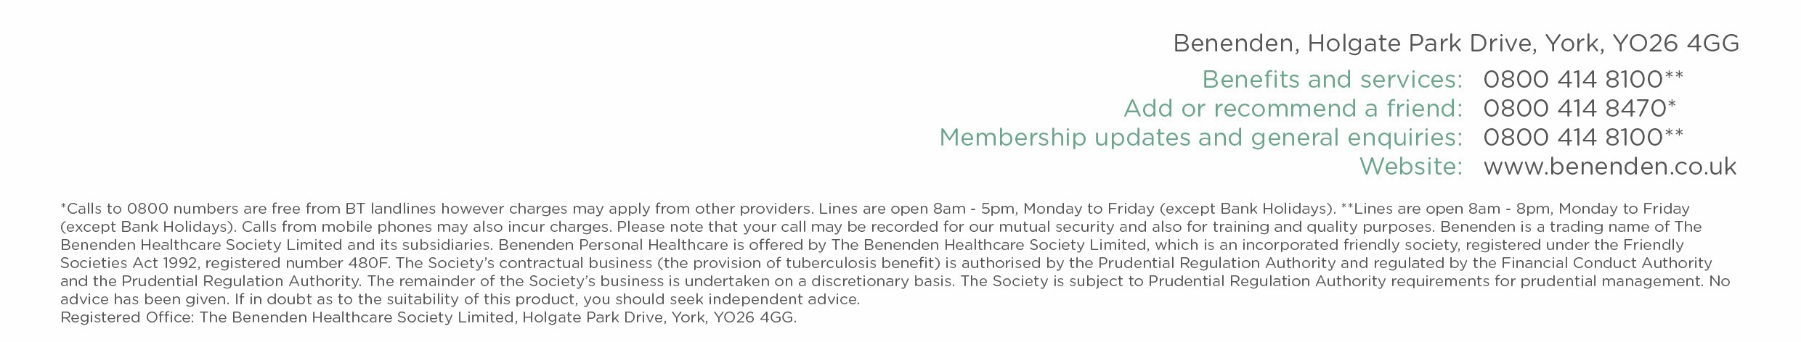 Benenden, Holgate Park Drive, York, YO26 4GG
Benefits and services: 0800 414 8100**
Add or recommend a friend: 0800 414 8470*
Membership updates and general enquiries: 0800 414 8100**
Website: www.benenden.co.uk
*Calls to 0800 numbers are free from BT landlines however charges may apply from other providers. Lines are open 8am - 5pm, Monday to Friday (except Bank Holidays). **Lines are open 8am - 8pm, Monday to Friday
(except Bank Holidays). Calls from mobile phones may also incur charges. Please note that your call may be recorded for our mutual security and also for training and quality purposes. Benenden is a trading name of The
Benenden Healthcare Society Limited and its subsidiaries. Benenden Personal Healthcare is offered by The Benenden Healthcare Society Limited, which is an incorporated friendly society, registered under the Friendly
Societies Act 1992, registered number 480F. The Society's contractual business (the provision of tuberculosis benefit) is authorised by the Prudential Regulation Authority and regulated by the Financial Conduct Authority
and the Prudential Regulation Authority. The remainder of the Society's business is undertaken on a discretionary basis. The Society is subject to Prudential Regulation Authority requirements for prudential management. No
advice has been given. If in doubt as to the suitability of this product, you should seek independent advice.
Registered Office: The Benenden Healthcare Society Limited, Holgate Park Drive, York, YO26 4GG.